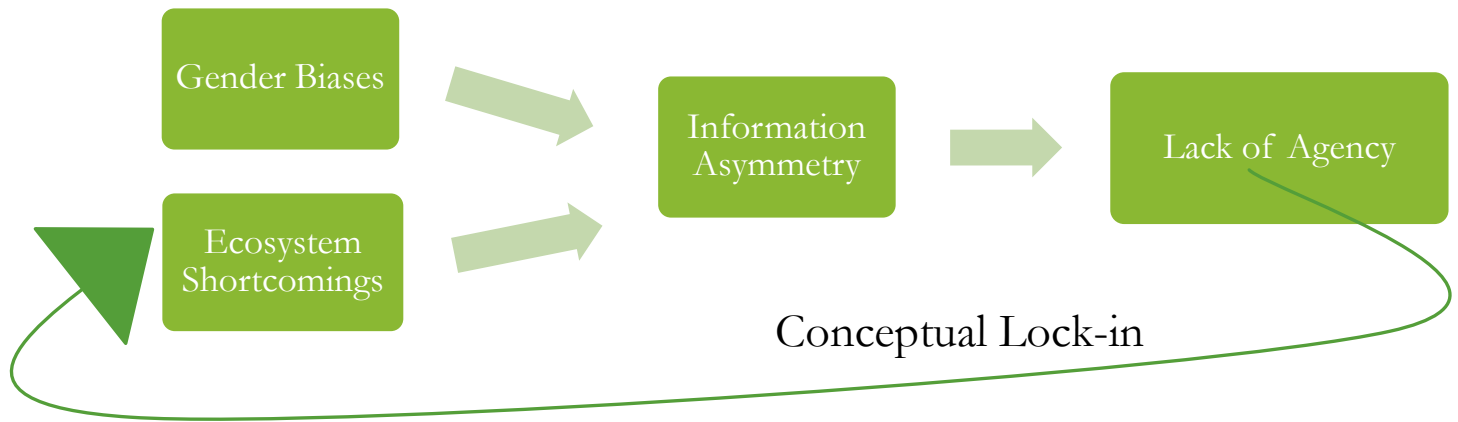 Gender Biases
Ecosystem
Shortcomings
Information
Asymmetry
Lack of Agency
Conceptual Lock-in